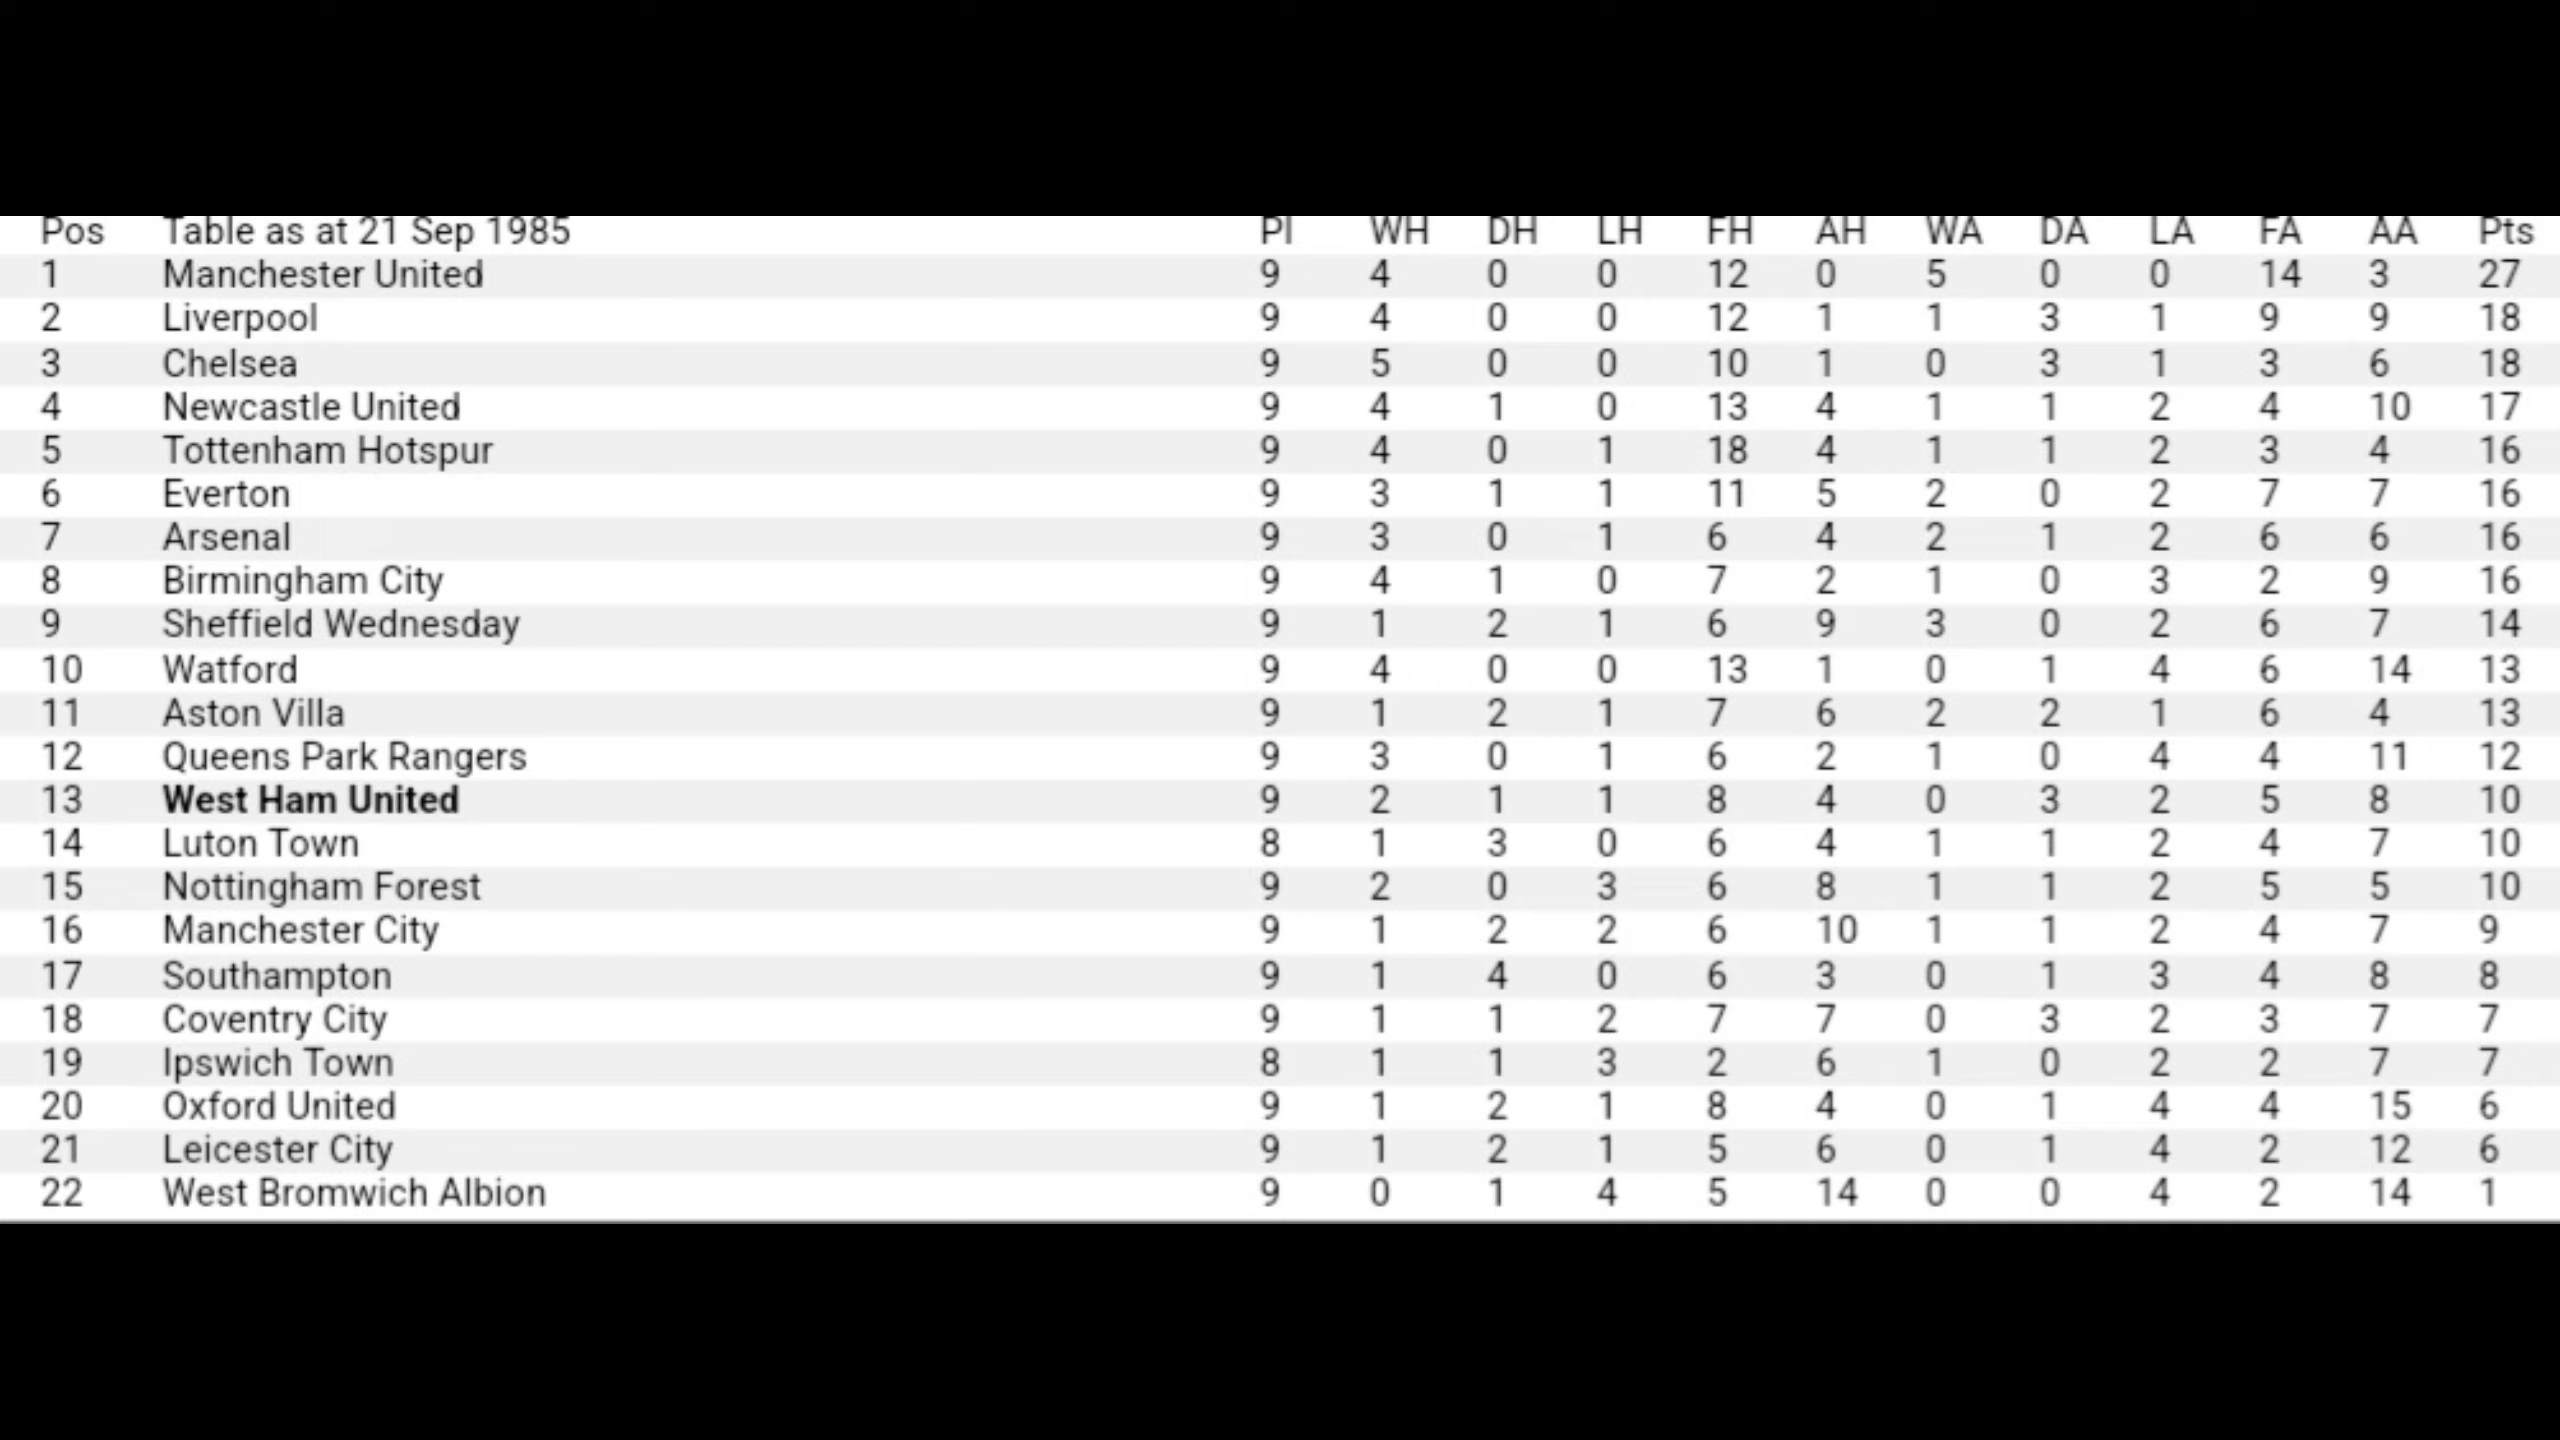 Pos Table as at 21 Sep 1985 Pl WH DH LH FH AH WA DA LA FA AA Pts
1 Manchester United 9 4 0 0 12 0 5 0 0 14 3 27
2 Liverpool 9 4 0 0 12 1 1 3 1 9 9 18
3 Chelsea 9 5 0 0 10 1 0 3 1 3 6 18
4 Newcastle United 9 4 1 0 13 4 1 1 2 4 10 17
5 Tottenham Hotspur 9 4 0 1 18 4 1 1 2 3 4 16
6 Everton 9 3 1 1 11 5 2 0 2 7 7 16
7 Arsenal 9 3 0 1 6 4 2 1 2 6 6 16
8 Birmingham City 9 4 1 0 7 2 1 0 3 2 9 16
9 Sheffield Wednesday 9 1 2 1 6 9 3 0 2 6 7 14
10 Watford 9 4 0 0 13 1 0 1 4 6 14 13
11 Aston Villa 9 1 2 1 7 6 2 2 1 6 4 13
12 Queens Park Rangers 9 3 0 1 6 2 1 0 4 4 11 12
13 West Ham United 9 2 1 1 8 4 0 3 2 5 8 10
14 Luton Town 8 1 3 0 6 4 1 1 2 4 7 10
15 Nottingham Forest 9 2 0 3 6 8 1 1 2 5 5 10
16 Manchester City 9 1 2 2 6 10 1 1 2 4 7 9
17 Southampton 9 1 4 0 6 3 0 1 3 4 8 8
18 Coventry City 9 1 1 2 7 7 0 3 2 3 7 7
19 Ipswich Town 8 1 1 3 2 6 1 0 2 2 7 7
20 Oxford United 9 1 2 1 8 4 0 1 4 4 15 6
21 Leicester City 9 1 2 1 5 6 0 1 4 2 12 6
22 West Bromwich Albion 9 0 1 4 5 14 0 0 4 2 14 1